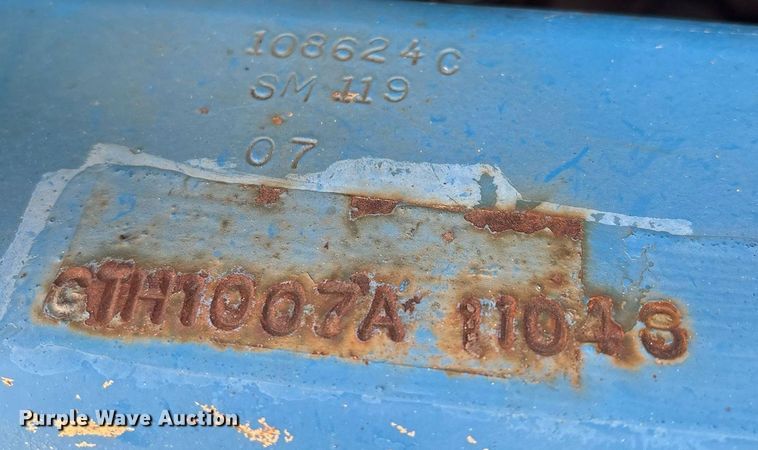 108624C
SM 119
07
GTH1007A 11048
Purple Wave Auction